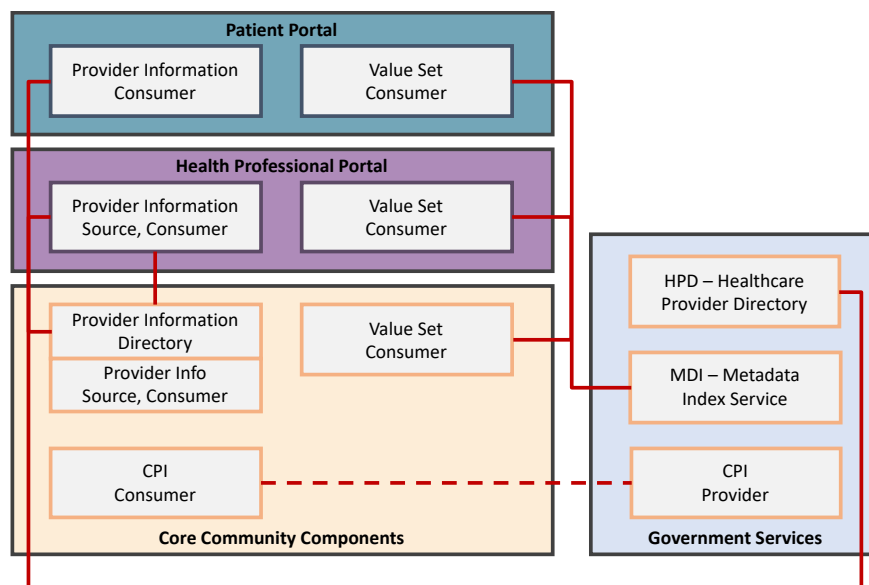 Patient Portal
Provider Information
Consumer
Value Set
Consumer
Health Professional Portal
Provider Information
Source, Consumer
Value Set
Consumer
Provider Information
Directory
Provider Info
Source, Consumer
Value Set
Consumer
CPI
Consumer
Core Community Components
HPD – Healthcare
Provider Directory
MDI – Metadata
Index Service
CPI
Provider
Government Services